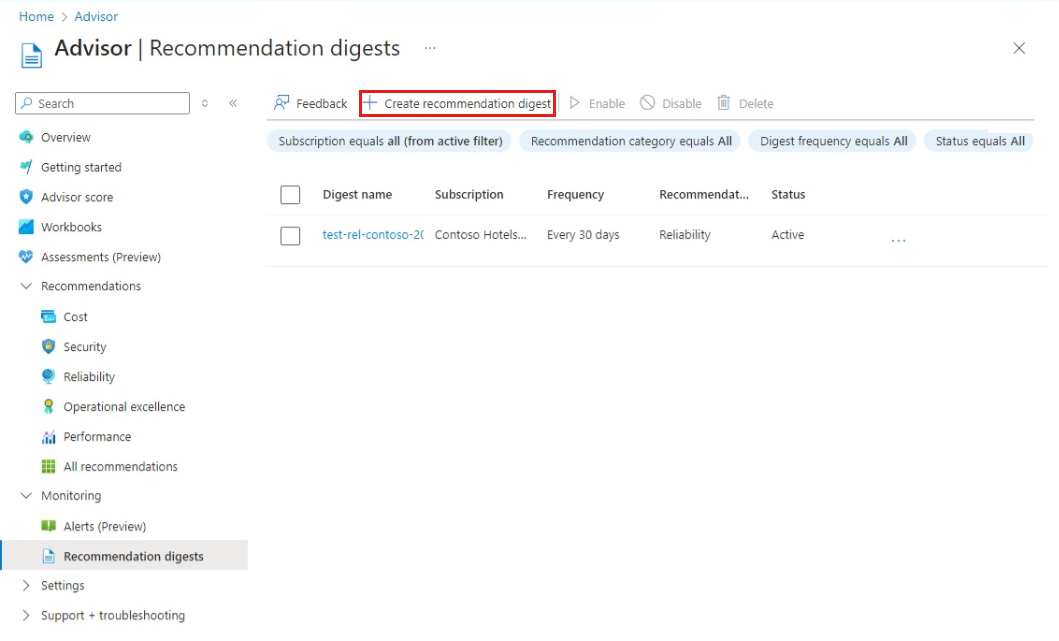 Home > Advisor
Advisor | Recommendation digests ...
Search
Feedback Create recommendation digest Enable Disable Delete
Subscription equals all (from active filter) Recommendation category equals All Digest frequency equals All Status equals All
Overview
Getting started
Advisor score
Workbooks
Assessments (Preview)
Recommendations
Cost
Security
Reliability
Operational excellence
Performance
All recommendations
Monitoring
Alerts (Preview)
Recommendation digests
Settings
Support + troubleshooting
Digest name Subscription Frequency Recommendat... Status
test-rel-contoso-20 Contoso Hotels... Every 30 days Reliability Active ...